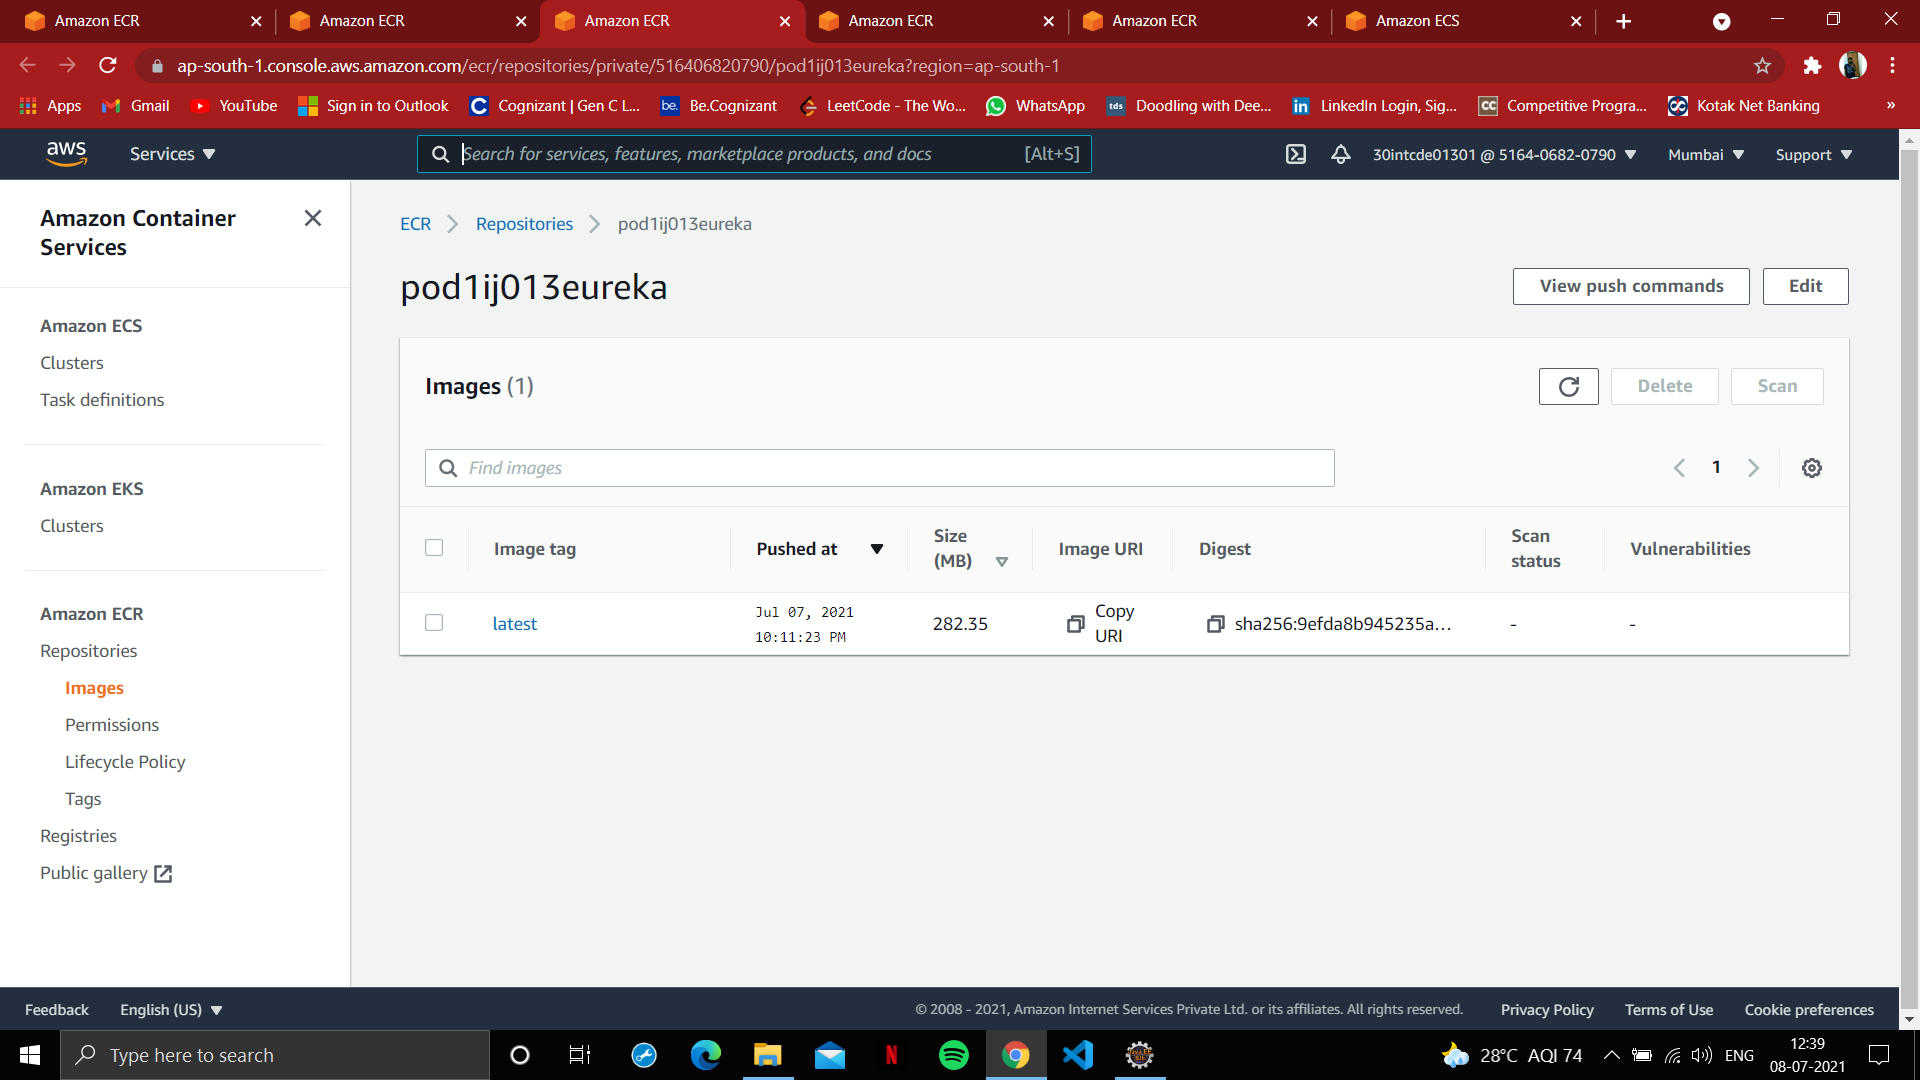 Amazon ECR
Amazon ECR
Amazon ECR
Amazon ECR
Amazon ECR
Amazon ECS
ap-south-1.console.aws.amazon.com/ecr/repositories/private/516406820790/pod1ij013eureka?region=ap-south-1
Apps
Gmail
YouTube
Sign in to Outlook
C
Cognizant | Gen C L...
be.
Be.Cognizant
LeetCode - The Wo...
WhatsApp
tds
Doodling with Dee...
in
LinkedIn Login, Sig...
CC
Competitive Progra...
Kotak Net Banking
»
aws
Services
Search for services, features, marketplace products, and docs
[Alt+S]
30intcde01301 @ 5164-0682-0790
Mumbai
Support
Amazon Container
Services
Amazon ECS
Clusters
Task definitions
Amazon EKS
Clusters
Amazon ECR
Repositories
Images
Permissions
Lifecycle Policy
Tags
Registries
Public gallery
ECR
Repositories
pod1ij013eureka
pod1ij013eureka
View push commands
Edit
Images (1)
Delete
Scan
Find images
1
Image tag
Pushed at
Size
(MB)
Image URI
Digest
Scan
status
Vulnerabilities
latest
Jul 07, 2021
10:11:23 PM
282.35
Copy
URI
sha256:9efda8b945235a...
-
-
Feedback
English (US)
© 2008 - 2021, Amazon Internet Services Private Ltd. or its affiliates. All rights reserved.
Privacy Policy
Terms of Use
Cookie preferences
Type here to search
N
28°C AQI 74
ENG
12:39
08-07-2021